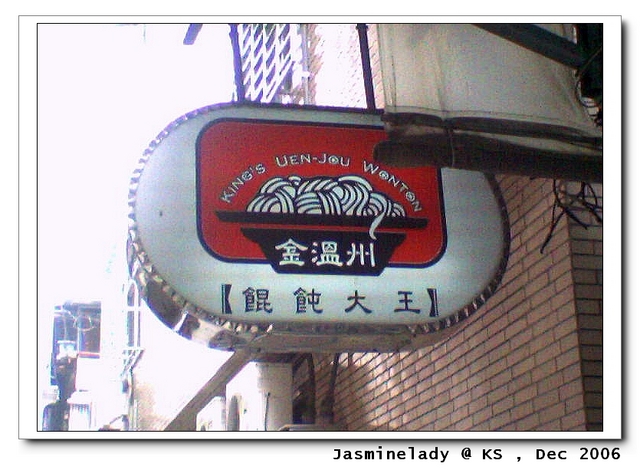 KING'S UEN-JOU WONTON
金溫州
【餛飩大王】
Jasminelady @ KS , Dec 2006